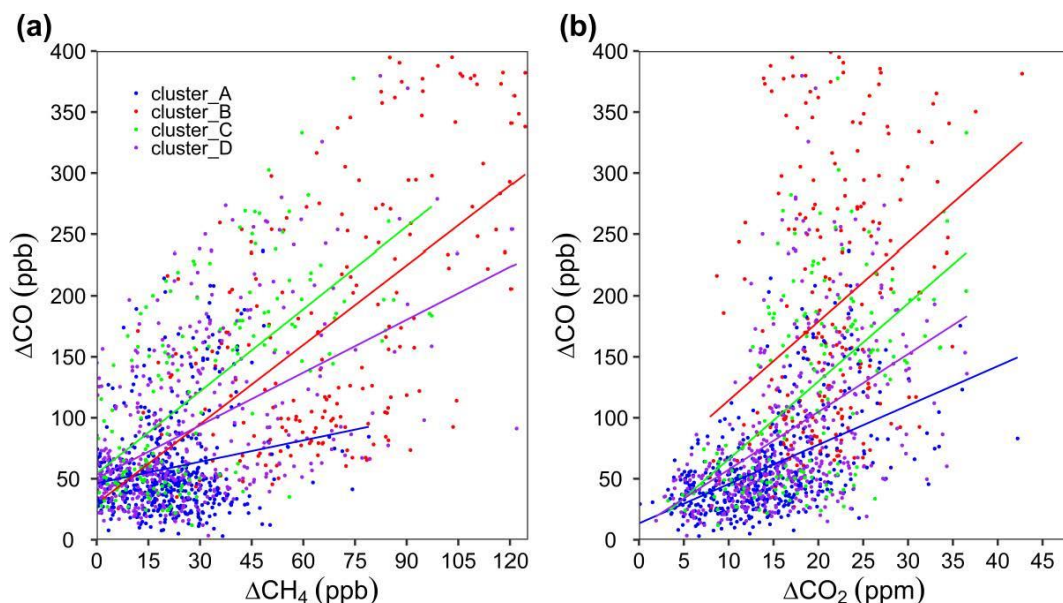 (a)
400
350
300
250
200
150
100
50
0
ΔCO (ppb)
cluster_A
cluster_B
cluster_C
cluster_D
0 15 30 45 60 75 90 105 120
ΔCH₄ (ppb)
(b)
400
350
300
250
200
150
100
50
0
ΔCO (ppb)
0 5 10 15 20 25 30 35 40 45
ΔCO₂ (ppm)